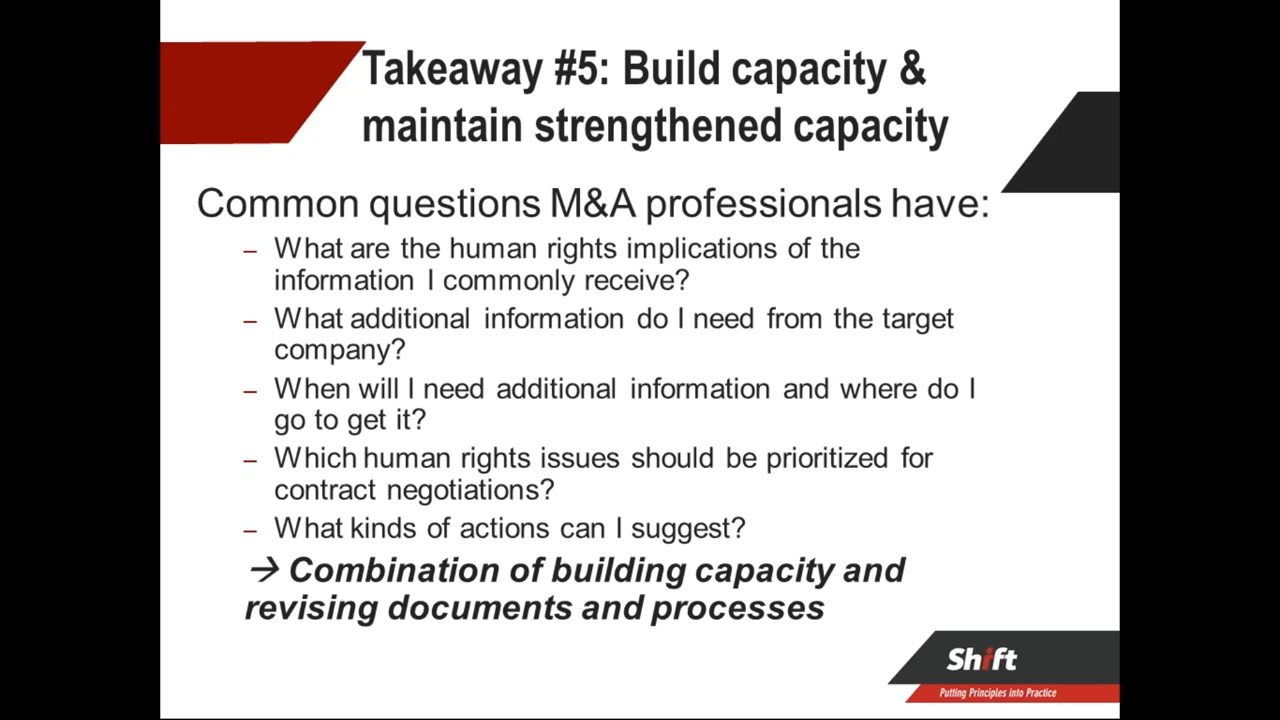 Takeaway #5: Build capacity &
maintain strengthened capacity
Common questions M&A professionals have:
– What are the human rights implications of the
information I commonly receive?
– What additional information do I need from the target
company?
– When will I need additional information and where do I
go to get it?
– Which human rights issues should be prioritized for
contract negotiations?
– What kinds of actions can I suggest?
→ Combination of building capacity and
revising documents and processes
Shift
Putting Principles into Practice